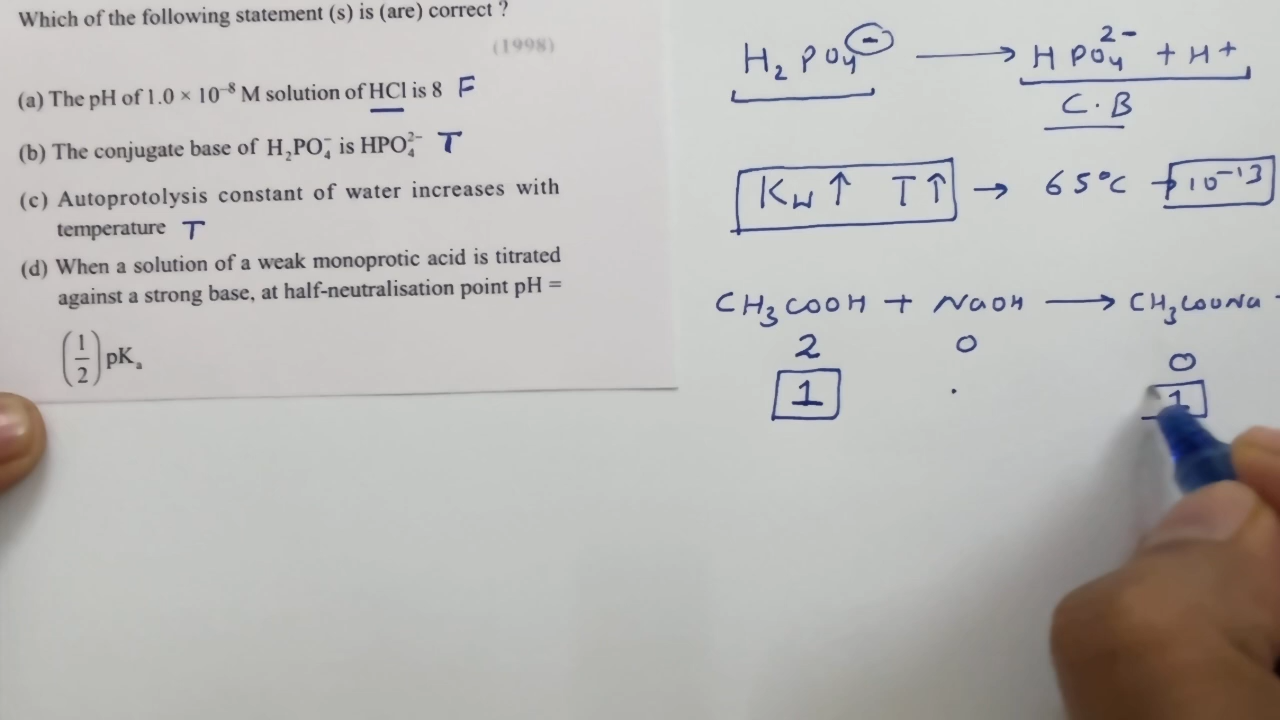 Which of the following statement (s) is (are) correct ?
(1998)
(a) The pH of 1.0 × 10⁻⁸ M solution of HCl is 8 F
(b) The conjugate base of H₂PO₄⁻ is HPO₄²⁻ T
(c) Autoprotolysis constant of water increases with
temperature T
(d) When a solution of a weak monoprotic acid is titrated
against a strong base, at half-neutralisation point pH =
(1/2) pKₐ
H₂PO₄⁻ → HPO₄²⁻ + H+
C.B
Kw ↑ T↑ → 65°C → 10⁻¹³
CH₃COOH + NaOH → CH₃COONa +
2 0 0
1 . 1